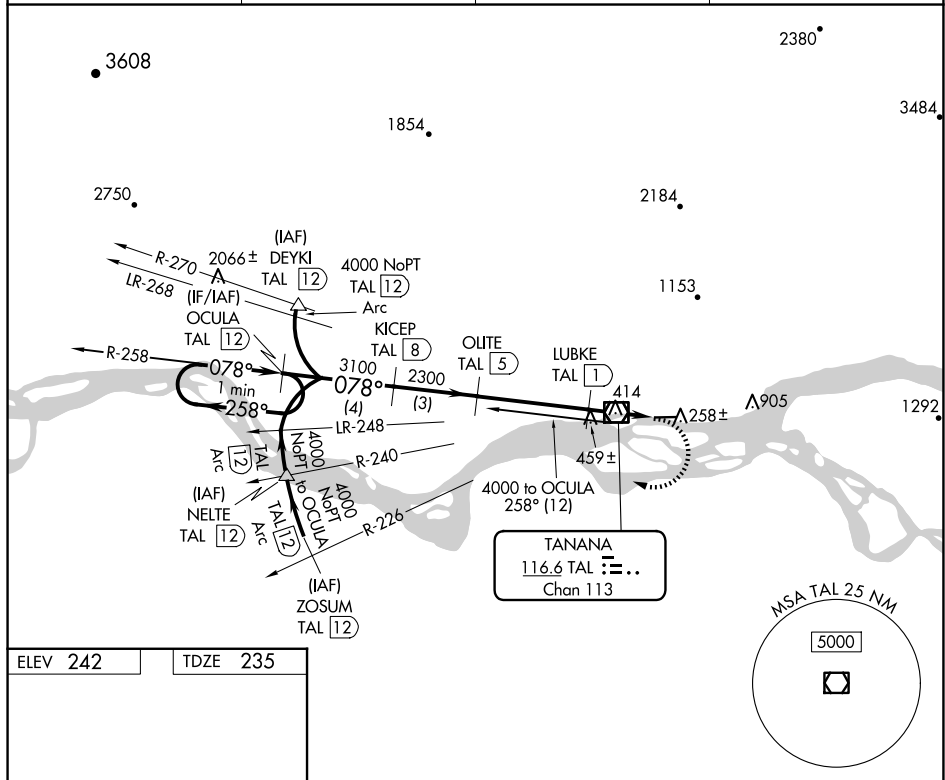 2380
3608
3484
1854
2750
2184
R-270
2066±
(IAF)
DEYKI
TAL 12
4000 NoPT
TAL 12
Arc
LR-268
(IF/IAF)
OCULA
TAL 12
1153
KICEP
TAL 8
OLITE
TAL 5
LUBKE
TAL 1
R-258
078°
1 min
258°
3100
078°
(4)
2300
(3)
414
905
258±
1292
459±
LR-248
R-240
R-226
4000
NoPT
to OCULA
TAL 12
Arc
4000
NoPT
TAL 12
Arc
(IAF)
NELTE
TAL 12
4000 to OCULA
258° (12)
(IAF)
ZOSUM
TAL 12
TANANA
116.6 TAL
Chan 113
MSA TAL 25 NM
5000
ELEV 242
TDZE 235